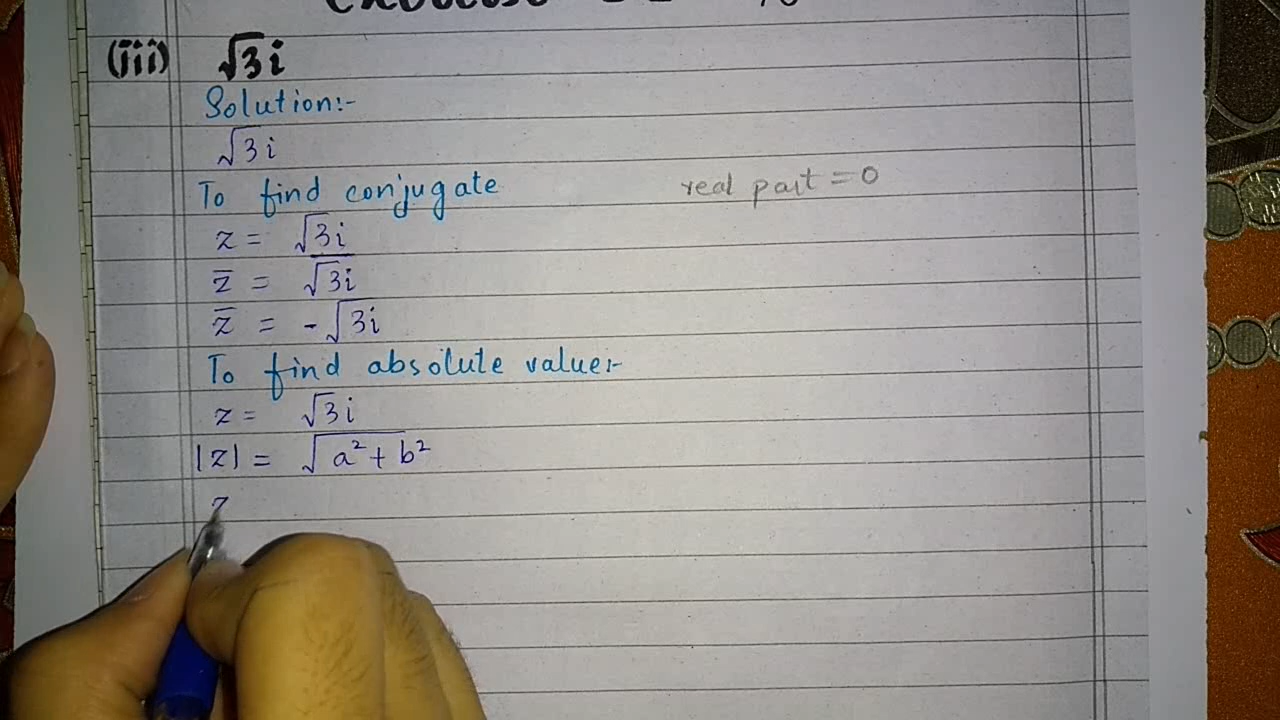 (iii) √3i
Solution:-
√3i
To find conjugate real part = 0
z = √3i
z̅ = \overline{√3i}
z̅ = -√3i
To find absolute value:-
z = √3i
|z| = √a²+b²
z